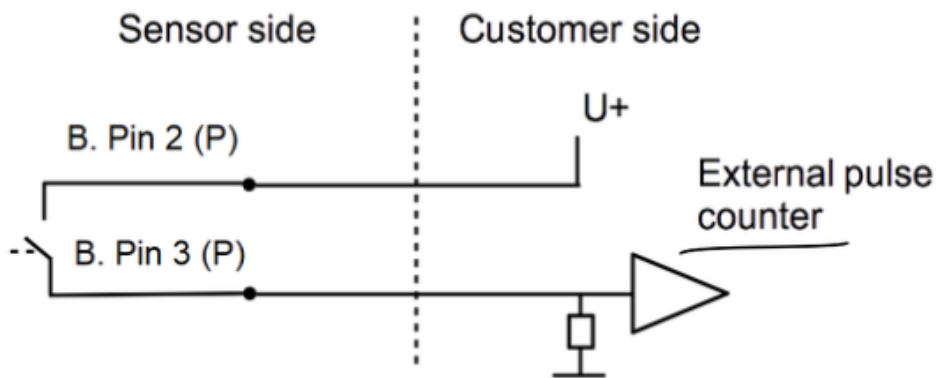 Sensor side
Customer side
U+
B. Pin 2 (P)
External pulse
counter
B. Pin 3 (P)